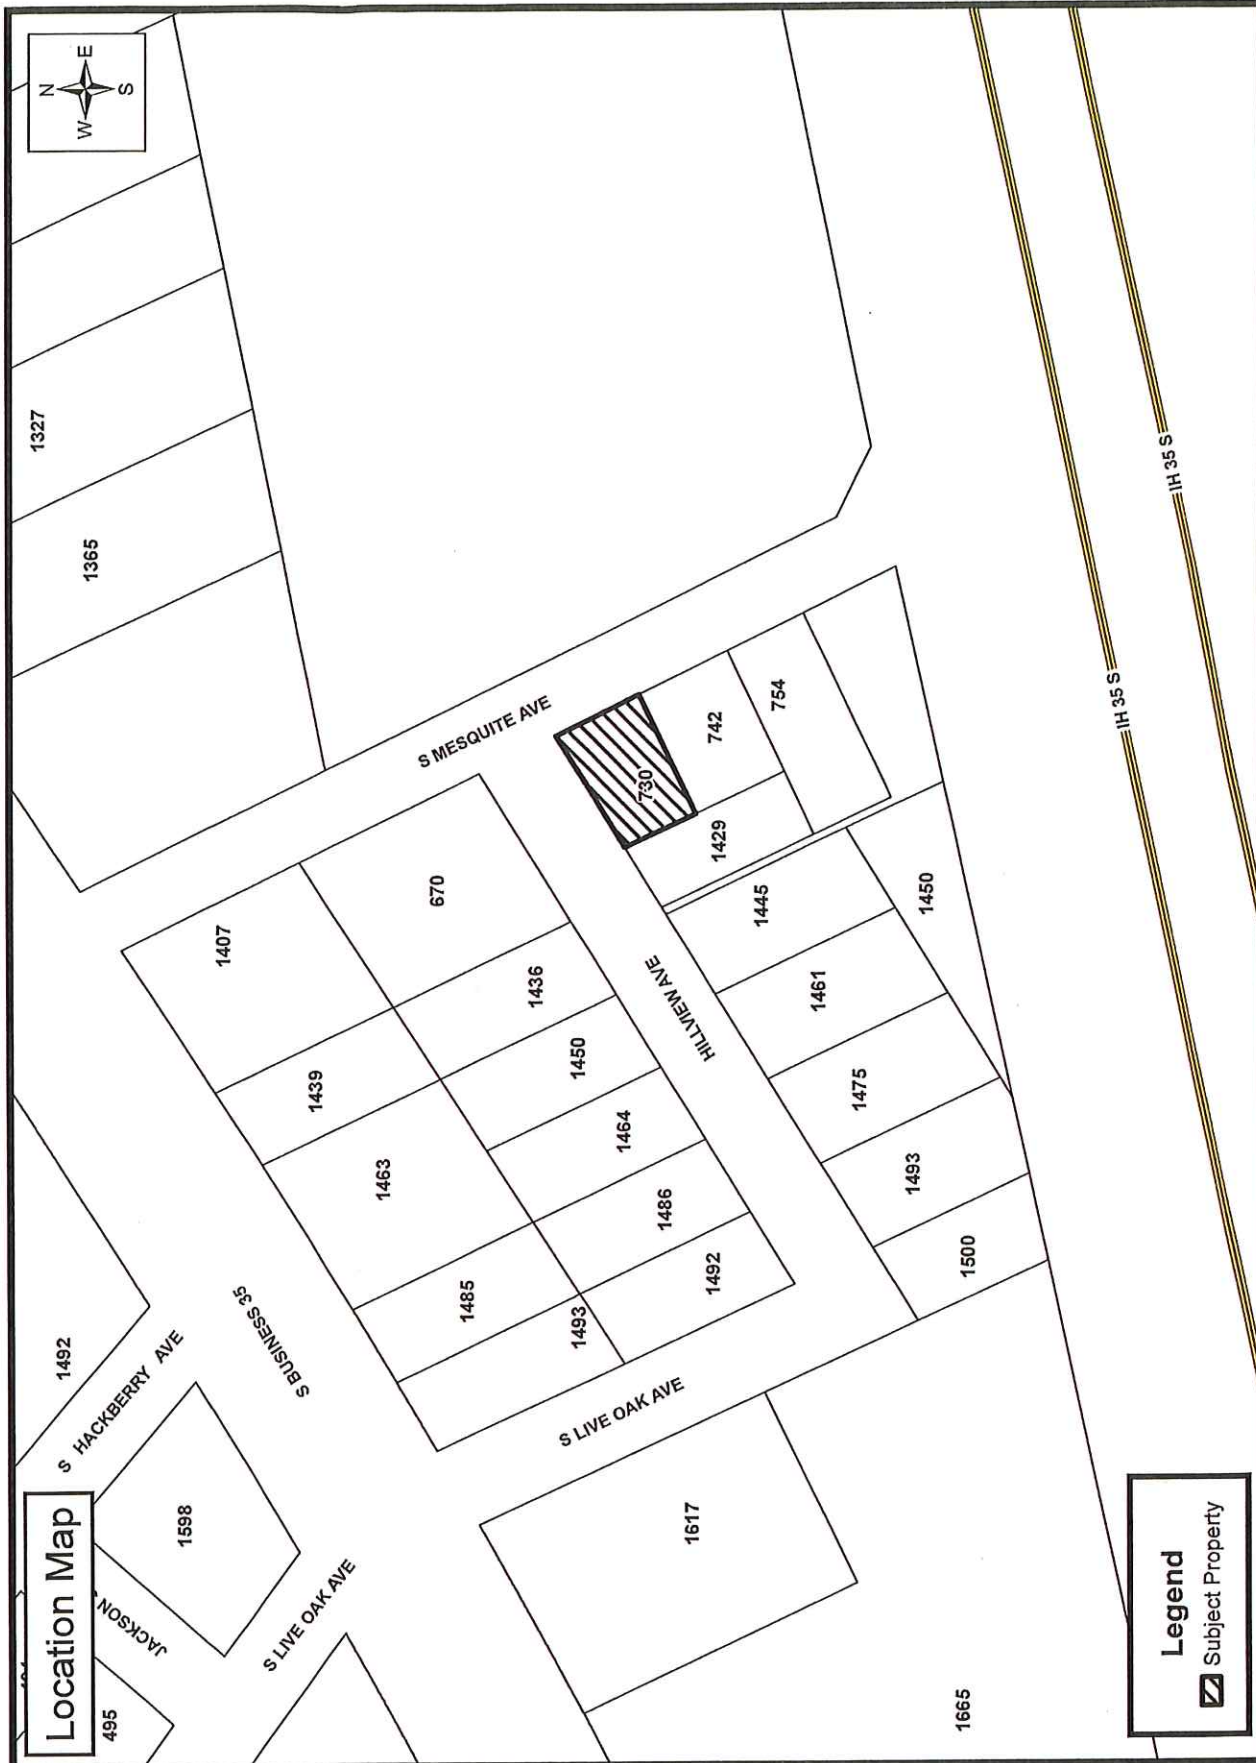 Location Map
N
W
E
S
1327
1365
1492
S HACKBERRY AVE
1598
JACKSON
495
S LIVE OAK AVE
S BUSINESS 35
S MESQUITE AVE
1407
670
1439
1436
1463
1450
1464
1485
1486
1493
1492
HILLVIEW AVE
S LIVE OAK AVE
730
742
754
1429
1445
1450
1461
1475
1493
1500
1617
1665
IH 35 S
IH 35 S
Legend
Subject Property